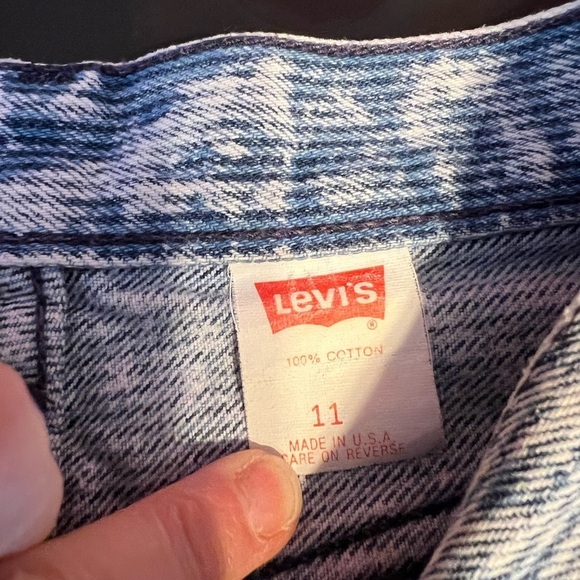 Levi's
®
100% COTTON
11
MADE IN U.S.A.
CARE ON REVERSE